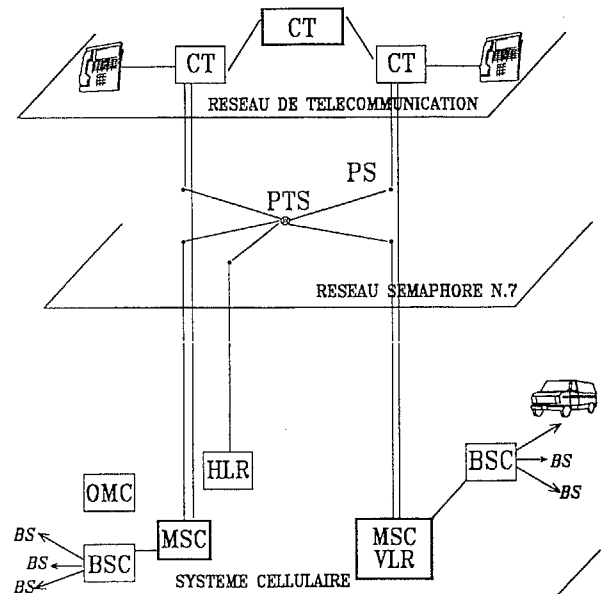 CT
CT
CT
RESEAU DE TELECOMMUNICATION
PS
PTS
RESEAU SEMAPHORE N.7
HLR
BSC
BS
BS
OMC
MSC
MSC
VLR
BS
BS
BSC
BS
SYSTEME CELLULAIRE